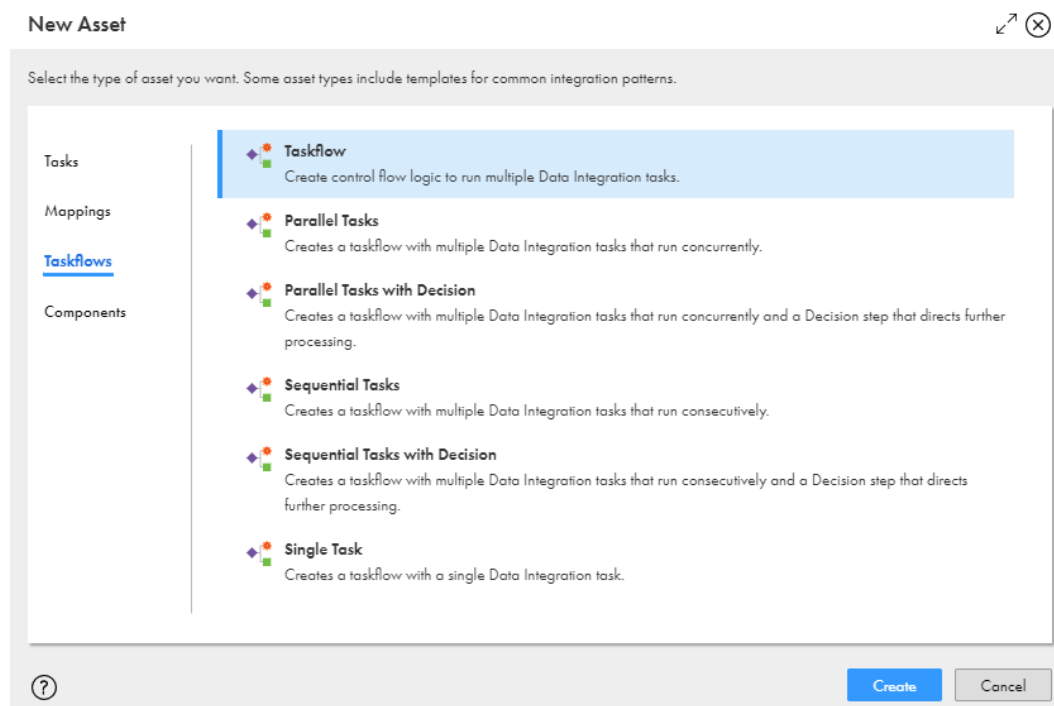 New Asset
Select the type of asset you want. Some asset types include templates for common integration patterns.
Tasks
Mappings
Taskflows
Components
Taskflow
Create control flow logic to run multiple Data Integration tasks.
Parallel Tasks
Creates a taskflow with multiple Data Integration tasks that run concurrently.
Parallel Tasks with Decision
Creates a taskflow with multiple Data Integration tasks that run concurrently and a Decision step that directs further
processing.
Sequential Tasks
Creates a taskflow with multiple Data Integration tasks that run consecutively.
Sequential Tasks with Decision
Creates a taskflow with multiple Data Integration tasks that run consecutively and a Decision step that directs
further processing.
Single Task
Creates a taskflow with a single Data Integration task.
?
Create
Cancel